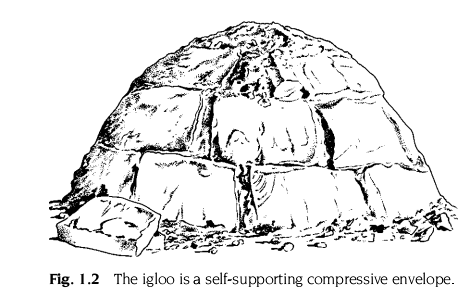 Fig. 1.2 The igloo is a self-supporting compressive envelope.